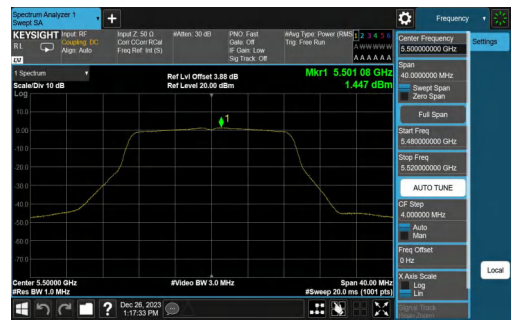 Spectrum Analyzer 1
Swept SA
Frequency
KEYSIGHT
Input: RF
Coupling: DC
Align: Auto
Input Z: 50 Ω
Corr CCorr RCal
Freq Ref: Int (S)
#Atten: 30 dB
PNO: Fast
Gate: Off
IF Gain: Low
Sig Track: Off
#Avg Type: Power (RMS)
Trig: Free Run
1 2 3 4 5 6
A W W W W W
A A A A A A
RL
LV
1 Spectrum
Scale/Div 10 dB
Log
Ref Lvl Offset 3.88 dB
Ref Level 20.00 dBm
Mkr1 5.501 08 GHz
1.447 dBm
1
10.0
0.00
-10.0
-20.0
-30.0
-40.0
-50.0
-60.0
-70.0
Center 5.50000 GHz
#Res BW 1.0 MHz
#Video BW 3.0 MHz
Span 40.00 MHz
#Sweep 20.0 ms (1001 pts)
Dec 26, 2023
1:17:33 PM
?
Center Frequency
5.500000000 GHz
Span
40.0000000 MHz
Swept Span
Zero Span
Full Span
Start Freq
5.480000000 GHz
Stop Freq
5.520000000 GHz
AUTO TUNE
CF Step
4.000000 MHz
Auto
Man
Freq Offset
0 Hz
X Axis Scale
Log
Lin
Signal Track
Settings
Local